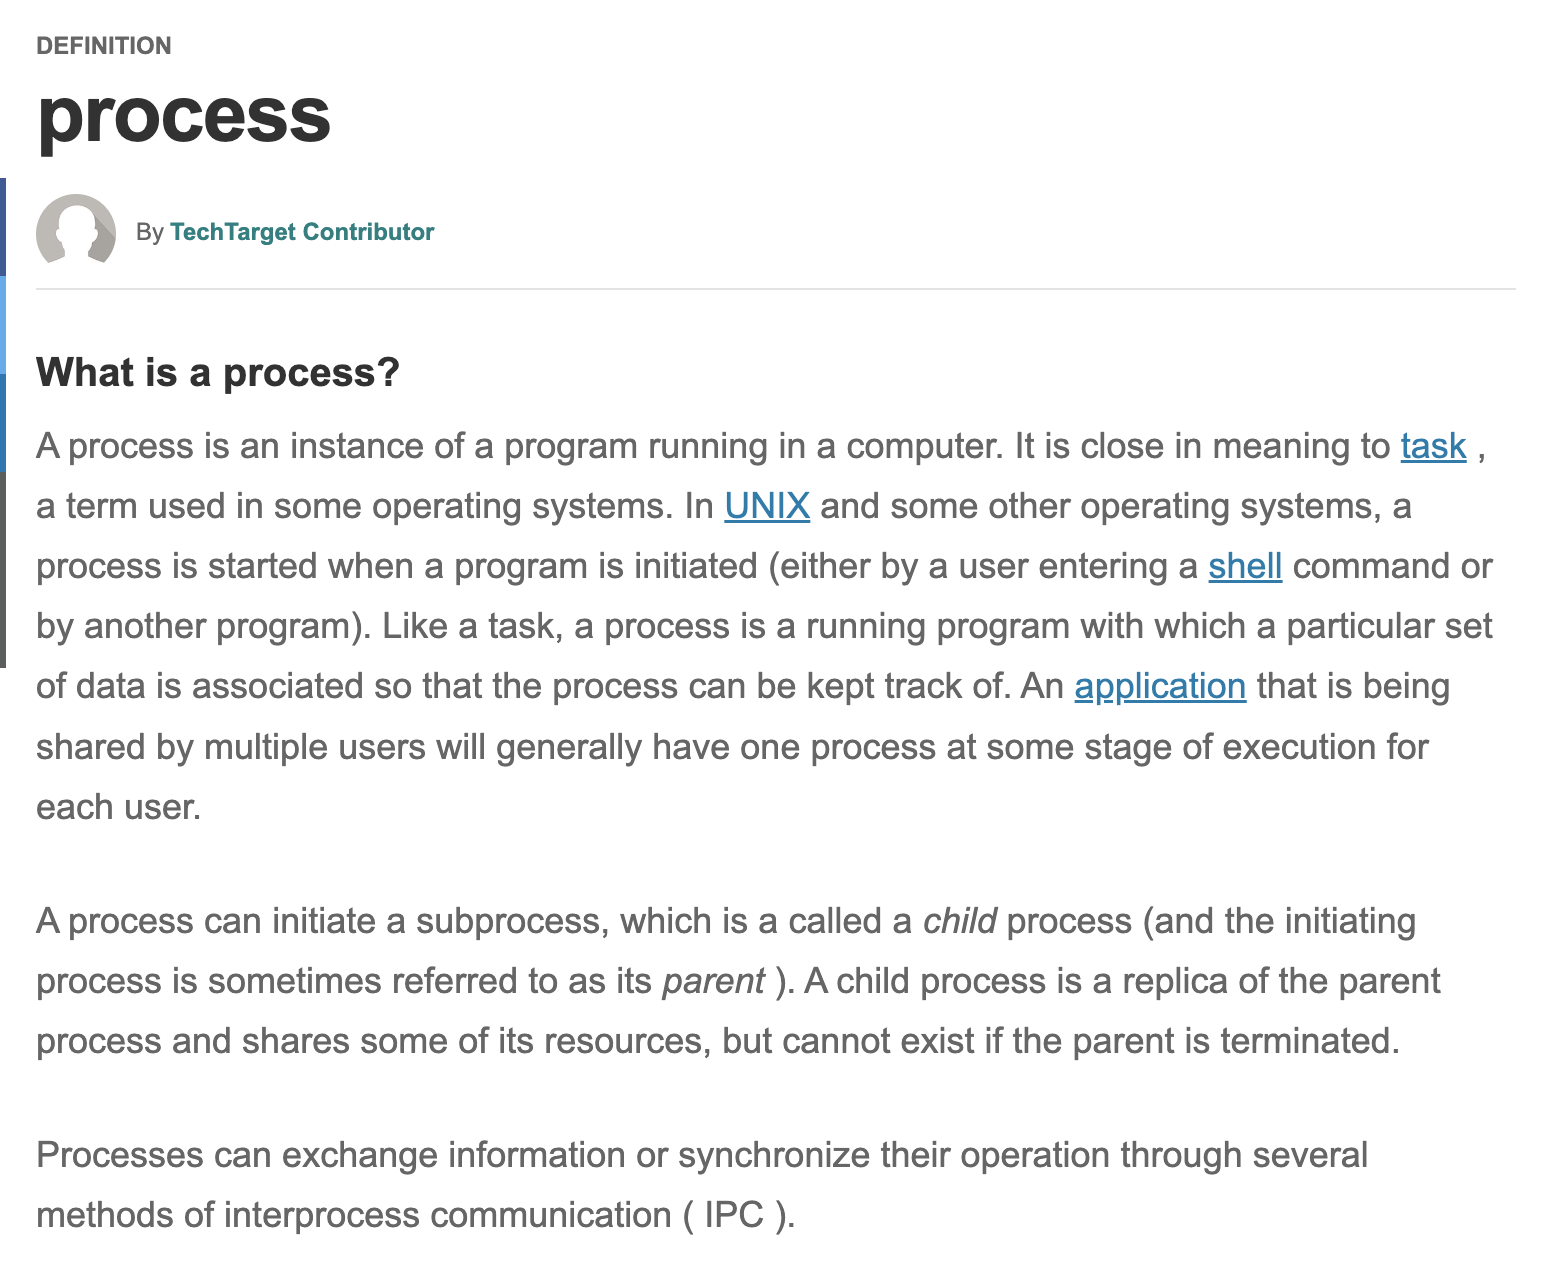 DEFINITION
process
By TechTarget Contributor
What is a process?
A process is an instance of a program running in a computer. It is close in meaning to task ,
a term used in some operating systems. In UNIX and some other operating systems, a
process is started when a program is initiated (either by a user entering a shell command or
by another program). Like a task, a process is a running program with which a particular set
of data is associated so that the process can be kept track of. An application that is being
shared by multiple users will generally have one process at some stage of execution for
each user.
A process can initiate a subprocess, which is a called a child process (and the initiating
process is sometimes referred to as its parent ). A child process is a replica of the parent
process and shares some of its resources, but cannot exist if the parent is terminated.
Processes can exchange information or synchronize their operation through several
methods of interprocess communication ( IPC ).